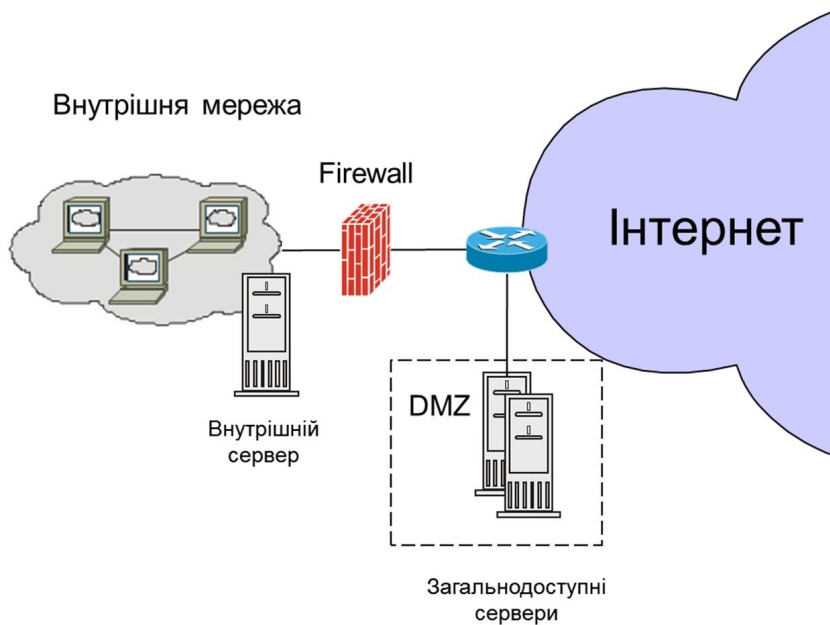 Внутрішня мережа
Firewall
Інтернет
DMZ
Внутрішній
сервер
Загальнодоступні
сервери